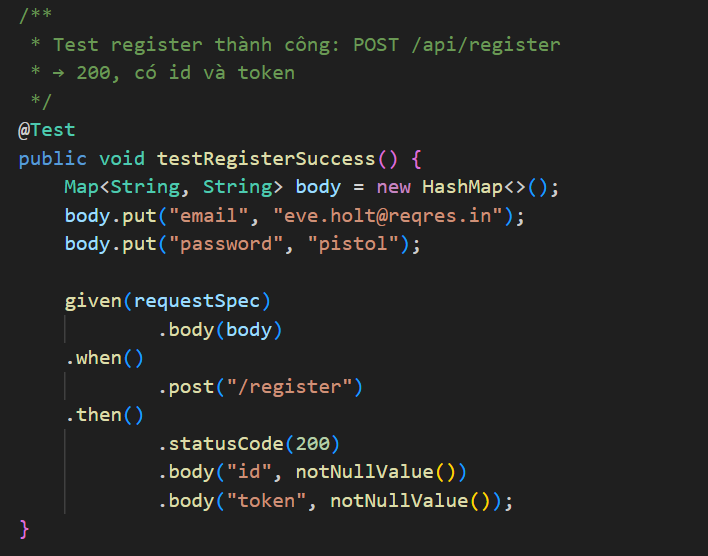 /**
 * Test register thành công: POST /api/register
 * → 200, có id và token
 */
@Test
public void testRegisterSuccess() {
    Map<String, String> body = new HashMap<>();
    body.put("email", "eve.holt@reqres.in");
    body.put("password", "pistol");

    given(requestSpec)
            .body(body)
    .when()
            .post("/register")
    .then()
            .statusCode(200)
            .body("id", notNullValue())
            .body("token", notNullValue());
}